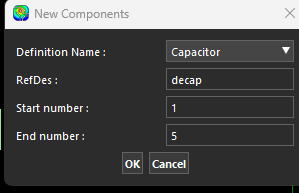 New Components
Definition Name : Capacitor
RefDes : decap
Start number : 1
End number : 5
OK Cancel